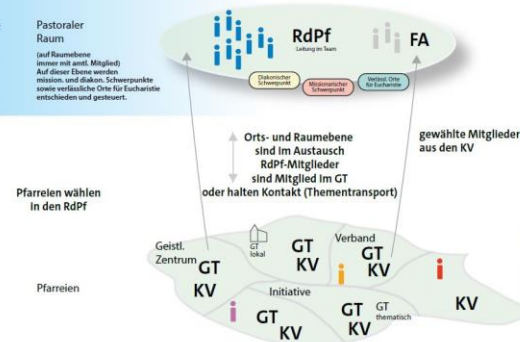 Pastoraler
Raum
(auf Raumebene
immer mit amtl. Mitglied)
Auf dieser Ebene werden
mission. und diakon. Schwerpunkte
sowie verlässliche Orte für Eucharistie
entschieden und gesteuert.
RdPf
Leitung im Team
FA
Diakonischer
Schwerpunkt
Missionarischer
Schwerpunkt
Verlässl. Orte
für Eucharistie
Orts- und Raumebene
sind im Austausch
RdPf-Mitglieder
sind Mitglied im GT
oder halten Kontakt (Thementransport)
gewählte Mitglieder
aus den KV
Pfarreien wählen
in den RdPf
Pfarreien
Geistl.
Zentrum
GT
KV
GT
lokal
GT
KV
Verband
GT
KV
KV
Initiative
GT
KV
GT
KV
GT
thematisch